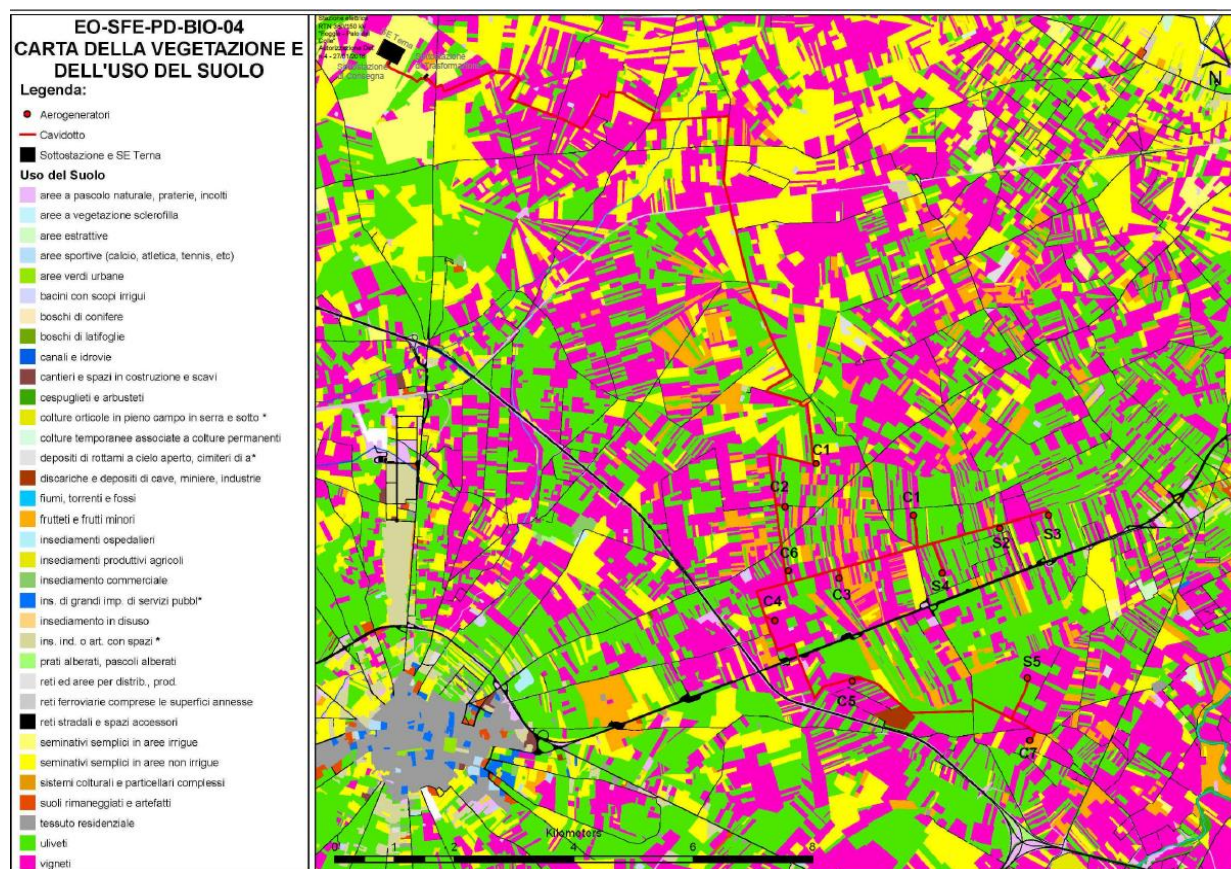 EO-SFE-PD-BIO-04
CARTA DELLA VEGETAZIONE E
DELL'USO DEL SUOLO
Legenda:
Aerogeneratori
Cavidotto
Sottostazione e SE Terna
Uso del Suolo
aree a pascolo naturale, praterie, incolti
aree a vegetazione sclerofilla
aree estrattive
aree sportive (calcio, atletica, tennis, etc)
aree verdi urbane
bacini con scopi irrigui
boschi di conifere
boschi di latifoglie
canali e idrovie
cantieri e spazi in costruzione e scavi
cespuglieti e arbusteti
colture orticole in pieno campo in serra e sotto *
colture temporanee associate a colture permanenti
depositi di rottami a cielo aperto, cimiteri di a*
discariche e depositi di cave, miniere, industrie
fiumi, torrenti e fossi
frutteti e frutti minori
insediamenti ospedalieri
insediamenti produttivi agricoli
insediamento commerciale
ins. di grandi imp. di servizi pubbl*
insediamento in disuso
ins. ind. o art. con spazi *
prati alberati, pascoli alberati
reti ed aree per distrib., prod.
reti ferroviarie comprese le superfici annesse
reti stradali e spazi accessori
seminativi semplici in aree irrigue
seminativi semplici in aree non irrigue
sistemi colturali e particellari complessi
suoli rimaneggiati e artefatti
tessuto residenziale
uliveti
vigneti
Stazione elettrica
SE Terna
N
C1
C2
C1
S2
S3
C6
C3
S4
C4
S5
C5
C7
Kilometers
0 1 2 4 6 8